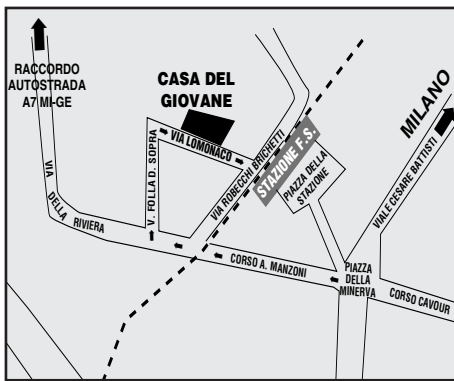 RACCORDO
AUTOSTRADA
A7 MI-GE
CASA DEL
GIOVANE
MILANO
VIA LOMONACO
VIA ROBECCHI BRICHETTI
STAZIONE F.S.
PIAZZA DELLA
STAZIONE
VIALE CESARE BATTISTI
V. FOLLA D. SOPRA
VIA
DELLA
RIVIERA
CORSO A. MANZONI
PIAZZA
DELLA
MINERVA
CORSO CAVOUR